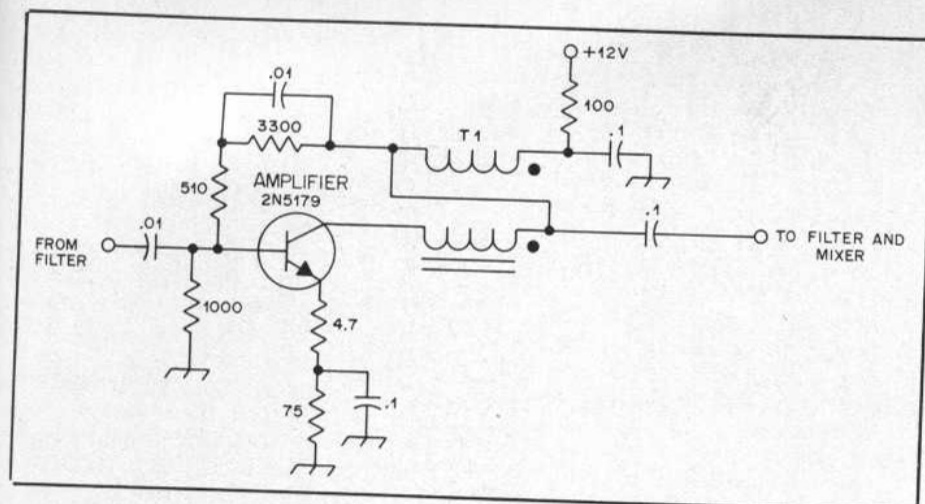 +12V
.01
100
3300
T1
.1
510
AMPLIFIER
2N5179
.01
.1
FROM
FILTER
TO FILTER AND
MIXER
1000
4.7
75
.1